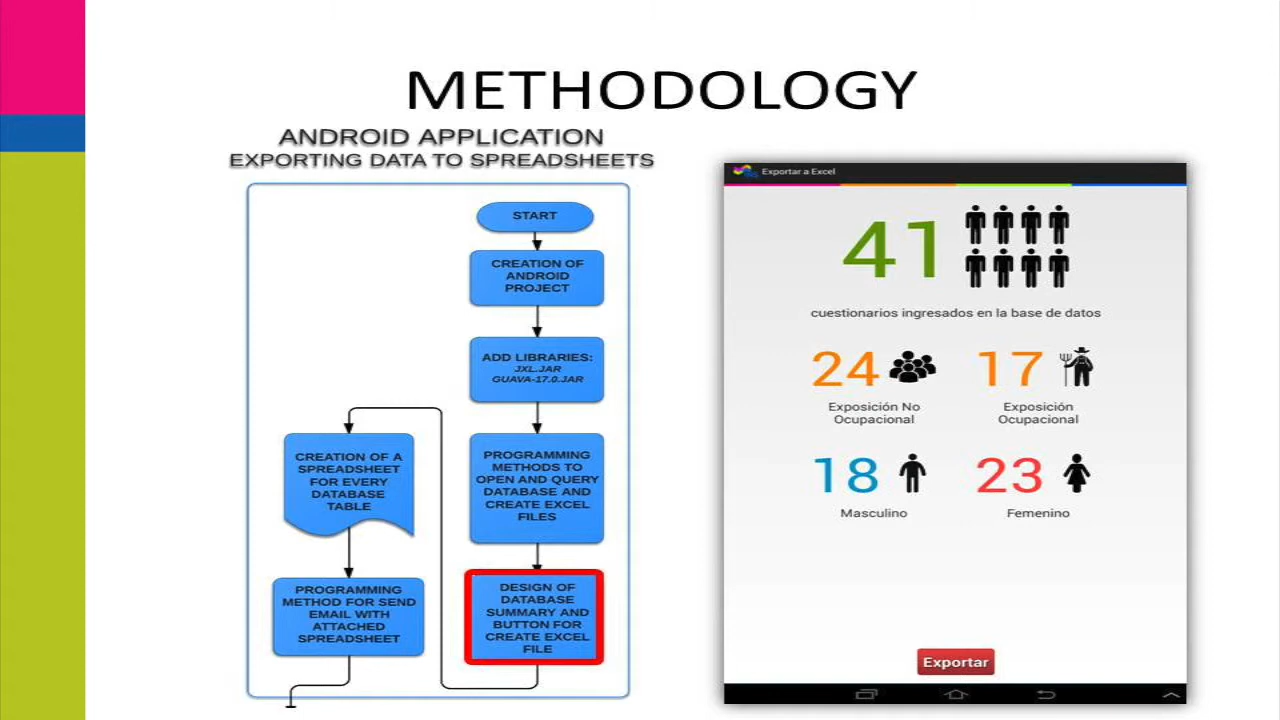 METHODOLOGY
ANDROID APPLICATION
EXPORTING DATA TO SPREADSHEETS
START
CREATION OF
ANDROID
PROJECT
ADD LIBRARIES:
JXL.JAR
GUAVA-17.0.JAR
PROGRAMMING
METHODS TO
OPEN AND QUERY
DATABASE AND
CREATE EXCEL
FILES
DESIGN OF
DATABASE
SUMMARY AND
BUTTON FOR
CREATE EXCEL
FILE
CREATION OF A
SPREADSHEET
FOR EVERY
DATABASE
TABLE
PROGRAMMING
METHOD FOR SEND
EMAIL WITH
ATTACHED
SPREADSHEET
Exportar a Excel
41
cuestionarios ingresados en la base de datos
24
Exposición No
Ocupacional
17
Exposición
Ocupacional
18
Masculino
23
Femenino
Exportar